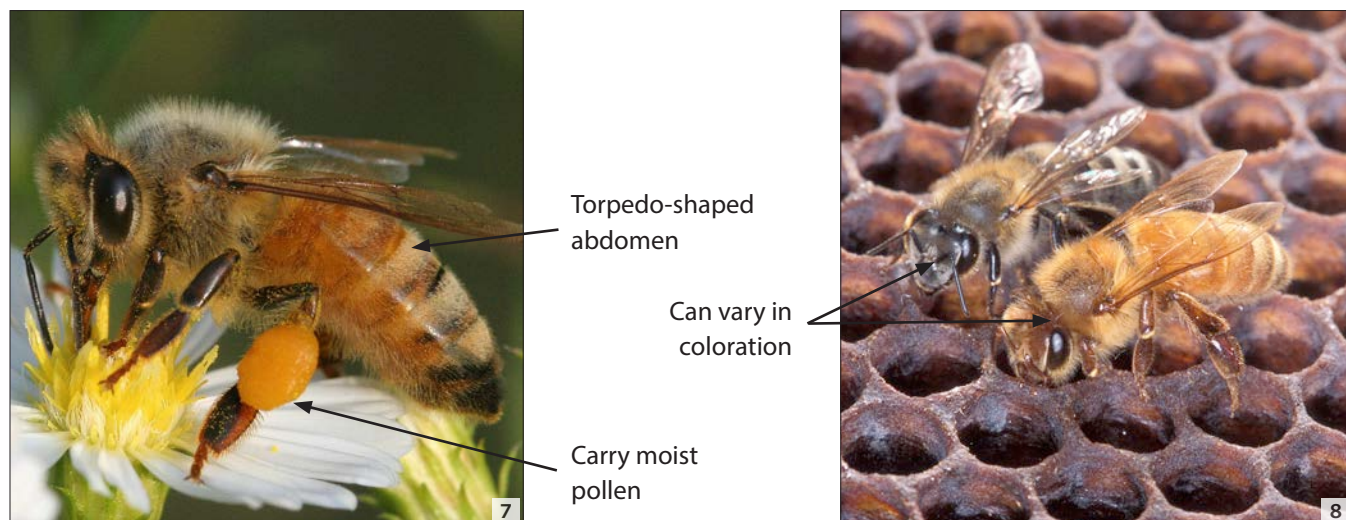 Torpedo-shaped
abdomen
Can vary in
coloration
Carry moist
pollen
7
8